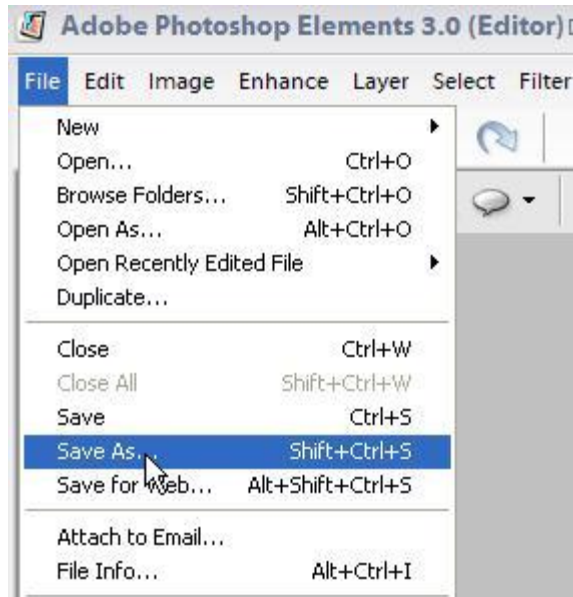 Adobe Photoshop Elements 3.0 (Editor)
File Edit Image Enhance Layer Select Filter
New
Open... Ctrl+O
Browse Folders... Shift+Ctrl+O
Open As... Alt+Ctrl+O
Open Recently Edited File
Duplicate...
Close Ctrl+W
Close All Shift+Ctrl+W
Save Ctrl+S
Save As... Shift+Ctrl+S
Save for Web... Alt+Shift+Ctrl+S
Attach to Email...
File Info... Alt+Ctrl+I